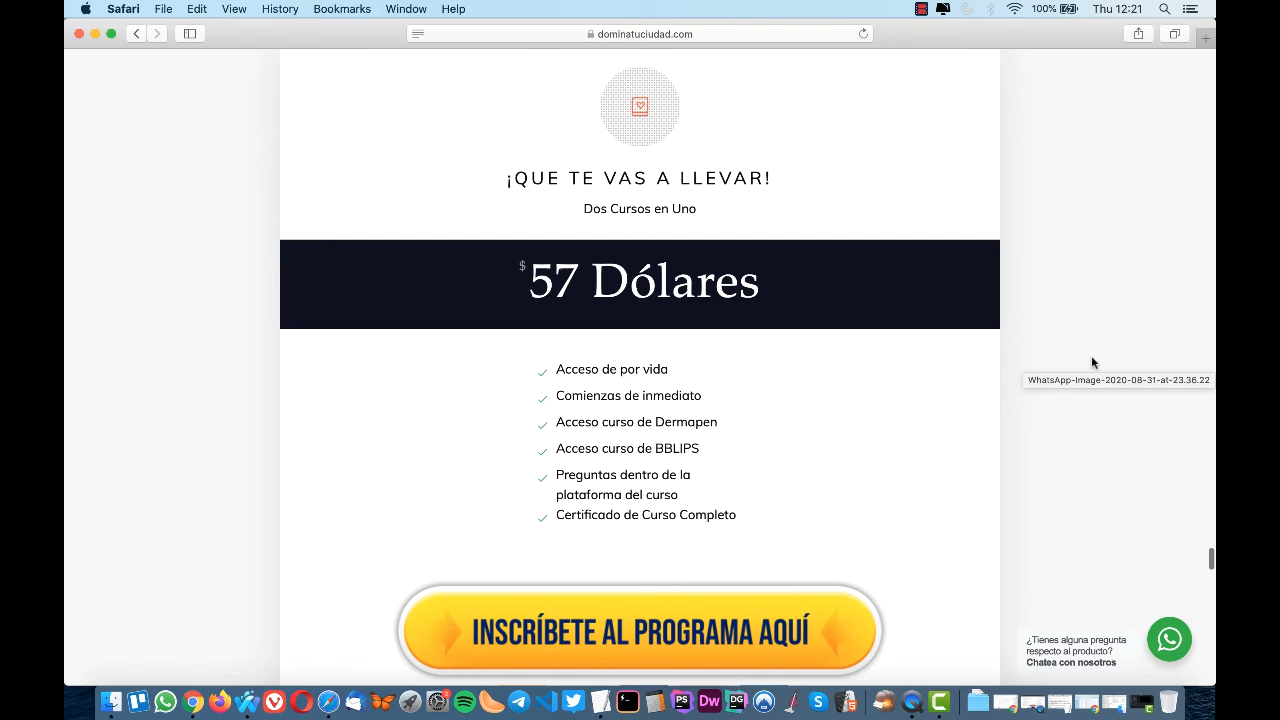 Safari File Edit View History Bookmarks Window Help 100% Thu 12:21
dominatuciudad.com
¡QUE TE VAS A LLEVAR!
Dos Cursos en Uno
$57 Dólares
Acceso de por vida
Comienzas de inmediato
WhatsApp-Image-2020-08-31-at-23.36.22
Acceso curso de Dermapen
Acceso curso de BBLIPS
Preguntas dentro de la
plataforma del curso
Certificado de Curso Completo
INSCRÍBETE AL PROGRAMA AQUÍ
¿Tienes alguna pregunta
respecto al producto?
Chatea con nosotros
PS
Dw
DG